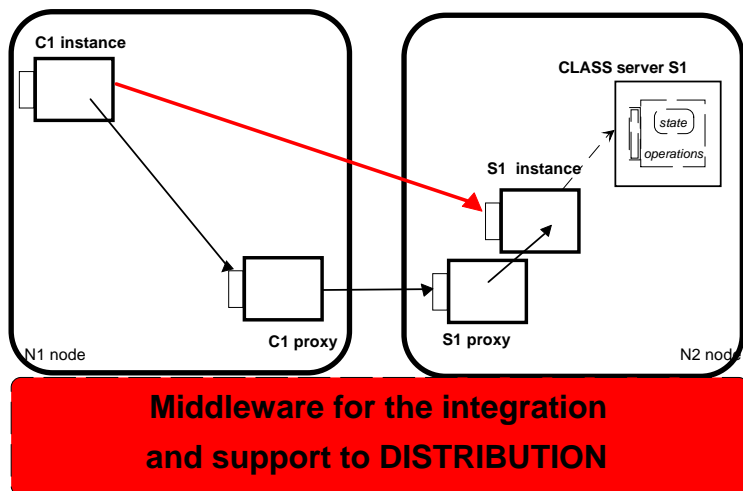 C1 instance
CLASS server S1
state
operations
S1 instance
C1 proxy
S1 proxy
N1 node
N2 node
Middleware for the integration
and support to DISTRIBUTION